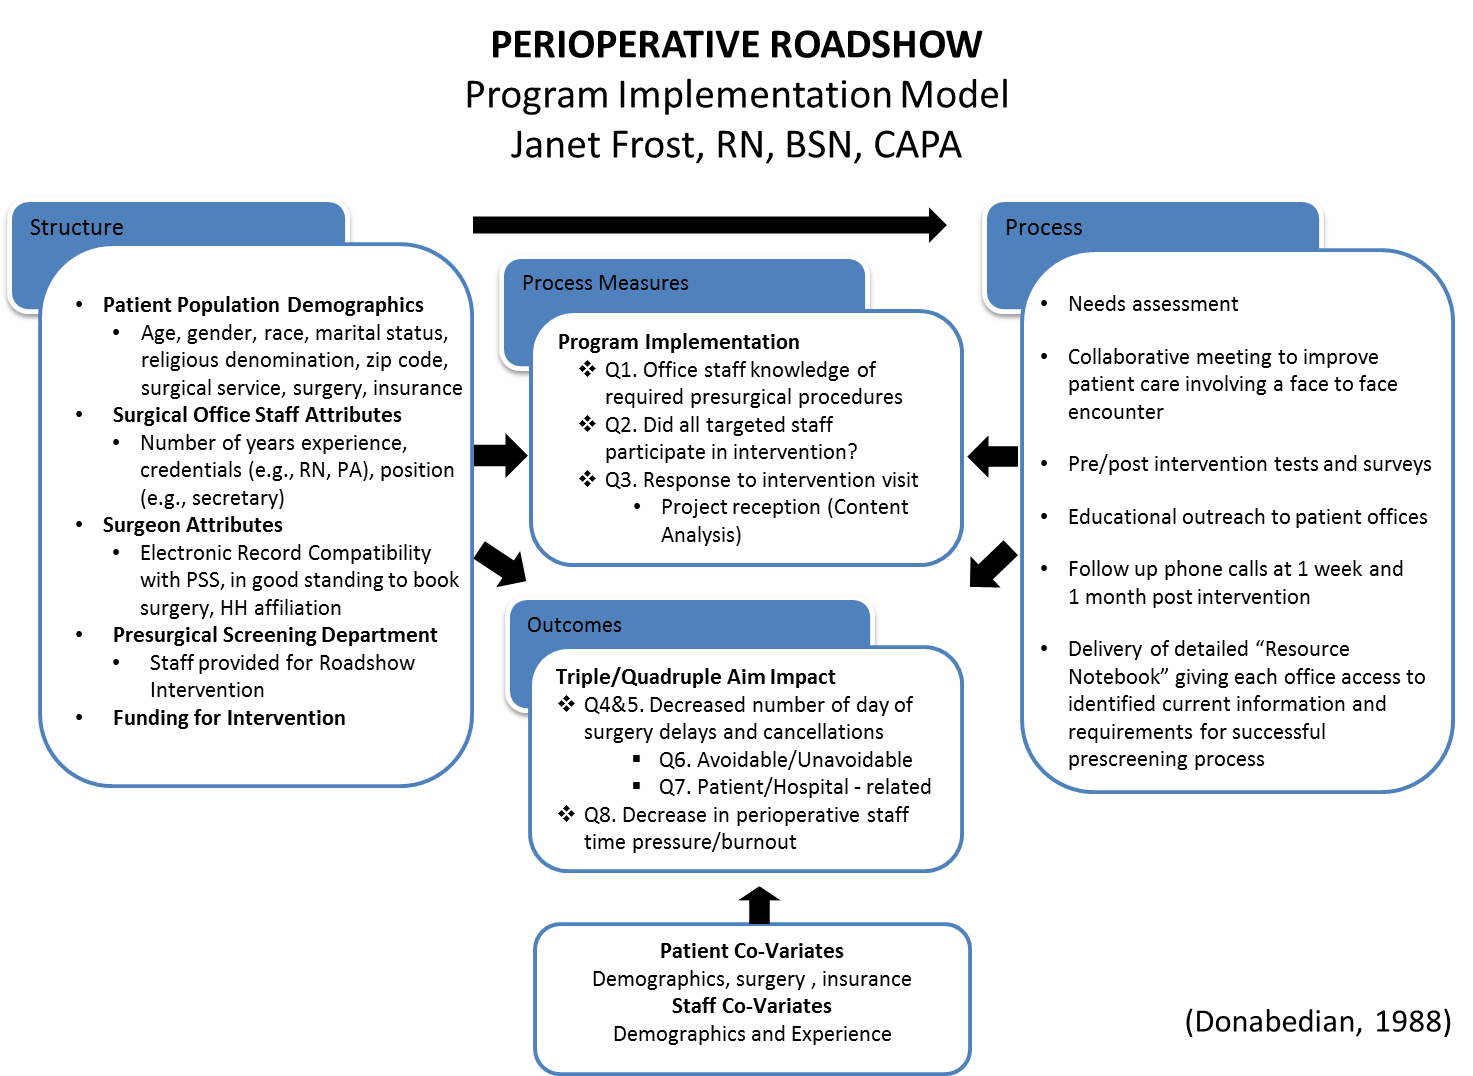 PERIOPERATIVE ROADSHOW
Program Implementation Model
Janet Frost, RN, BSN, CAPA
Structure
• Patient Population Demographics
• Age, gender, race, marital status,
religious denomination, zip code,
surgical service, surgery, insurance
• Surgical Office Staff Attributes
• Number of years experience,
credentials (e.g., RN, PA), position
(e.g., secretary)
• Surgeon Attributes
• Electronic Record Compatibility
with PSS, in good standing to book
surgery, HH affiliation
• Presurgical Screening Department
• Staff provided for Roadshow
Intervention
• Funding for Intervention
Process Measures
Program Implementation
❖ Q1. Office staff knowledge of
required presurgical procedures
❖ Q2. Did all targeted staff
participate in intervention?
❖ Q3. Response to intervention visit
• Project reception (Content
Analysis)
Outcomes
Triple/Quadruple Aim Impact
❖ Q4&5. Decreased number of day of
surgery delays and cancellations
▪ Q6. Avoidable/Unavoidable
▪ Q7. Patient/Hospital - related
❖ Q8. Decrease in perioperative staff
time pressure/burnout
Patient Co-Variates
Demographics, surgery , insurance
Staff Co-Variates
Demographics and Experience
Process
• Needs assessment
• Collaborative meeting to improve
patient care involving a face to face
encounter
• Pre/post intervention tests and surveys
• Educational outreach to patient offices
• Follow up phone calls at 1 week and
1 month post intervention
• Delivery of detailed “Resource
Notebook” giving each office access to
identified current information and
requirements for successful
prescreening process
(Donabedian, 1988)